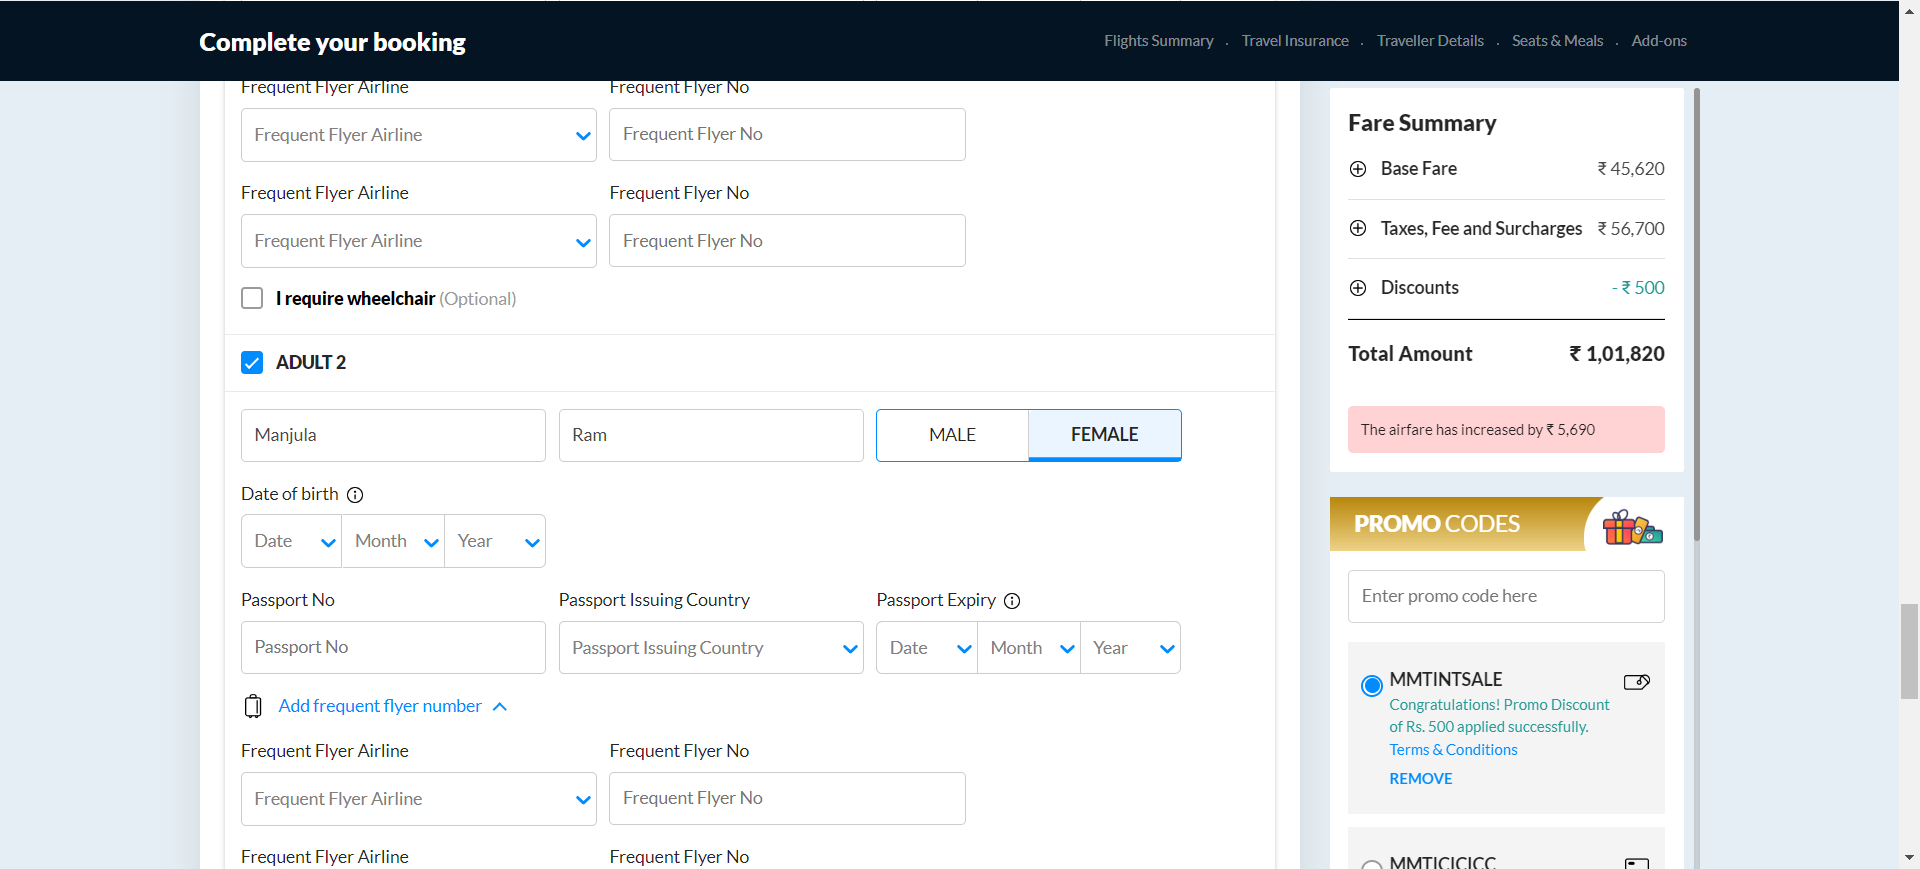 Complete your booking
Flights Summary . Travel Insurance . Traveller Details . Seats & Meals . Add-ons
Frequent Flyer Airline Frequent Flyer No
Frequent Flyer Airline Frequent Flyer No
Frequent Flyer Airline Frequent Flyer No
Frequent Flyer Airline Frequent Flyer No
I require wheelchair (Optional)
ADULT 2
Manjula Ram MALE FEMALE
Date of birth
Date Month Year
Passport No Passport Issuing Country Passport Expiry
Passport No Passport Issuing Country Date Month Year
Add frequent flyer number
Frequent Flyer Airline Frequent Flyer No
Frequent Flyer Airline Frequent Flyer No
Frequent Flyer Airline Frequent Flyer No
Fare Summary
Base Fare ₹ 45,620
Taxes, Fee and Surcharges ₹ 56,700
Discounts - ₹ 500
Total Amount ₹ 1,01,820
The airfare has increased by ₹ 5,690
PROMO CODES
Enter promo code here
MMTINTSALE
Congratulations! Promo Discount
of Rs. 500 applied successfully.
Terms & Conditions
REMOVE
MMTICICICC